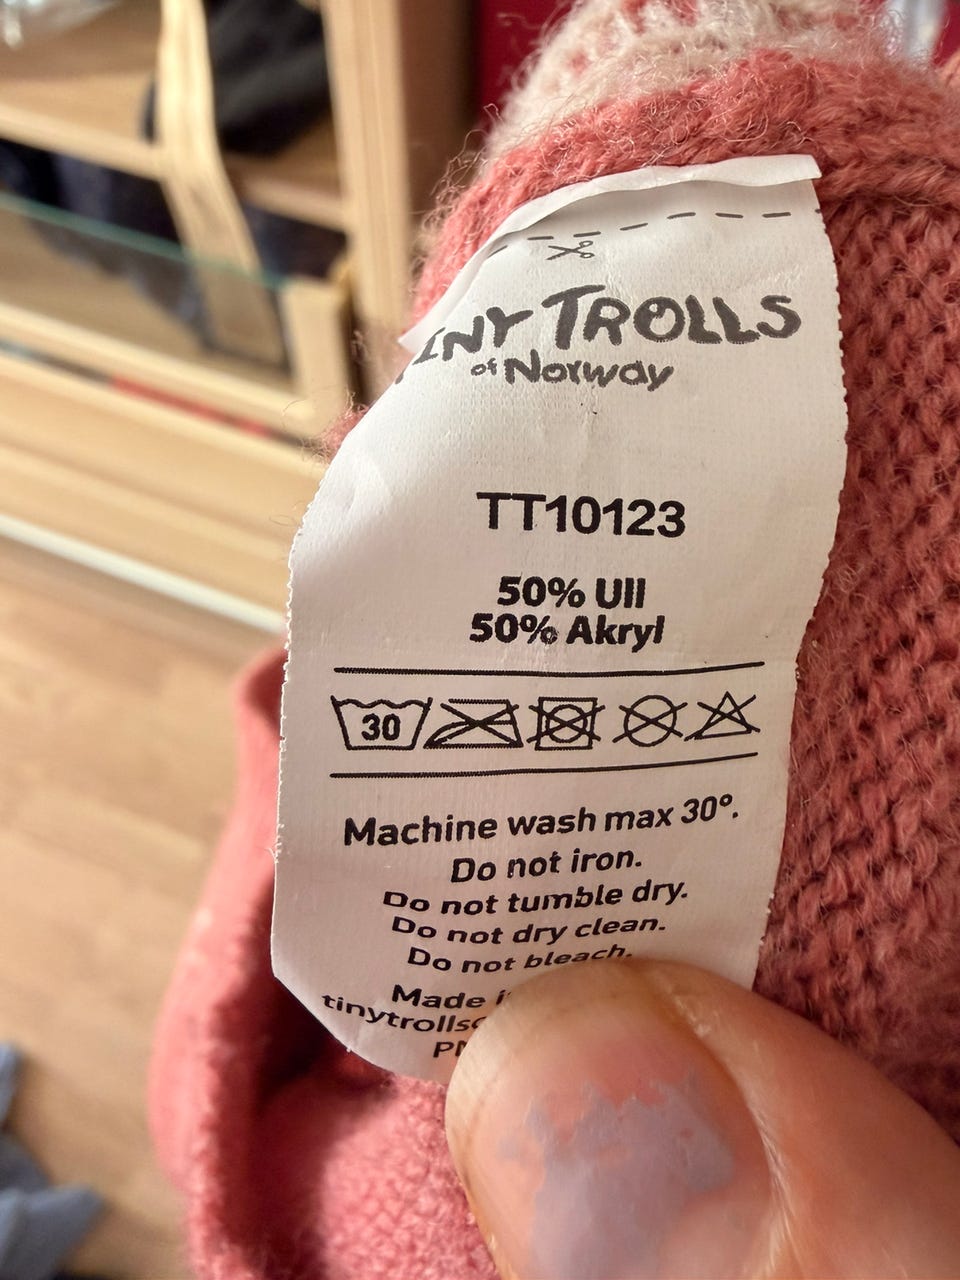 TROLLS
of Norway
TT10123
50% Ull
50% Akryl
30
Machine wash max 30°.
Do not iron.
Do not tumble dry.
Do not dry clean.
Do not bleach.
Made